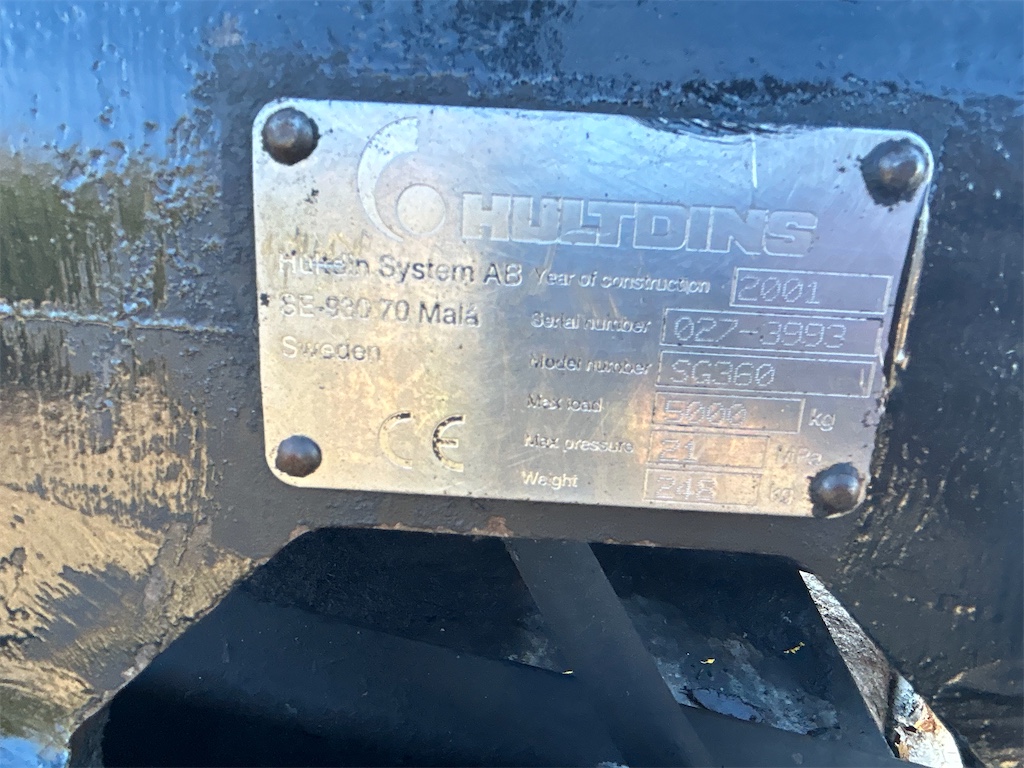 HULTDINS
Hultdin System AB
SE-930 70 Malå
Sweden
Year of construction 2001
Serial number 027-3993
Model number SG360
Max load 5000 kg
Max pressure 21 MPa
Weight 248 kg
CE